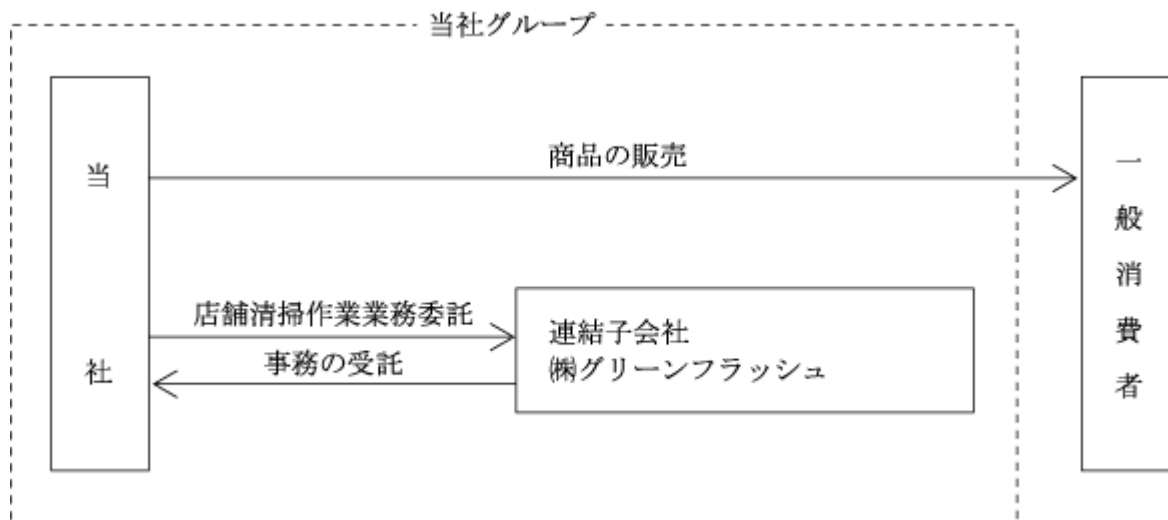 当社グループ
当社
商品の販売
一般消費者
店舗清掃作業業務委託
事務の受託
連結子会社
㈱グリーンフラッシュ